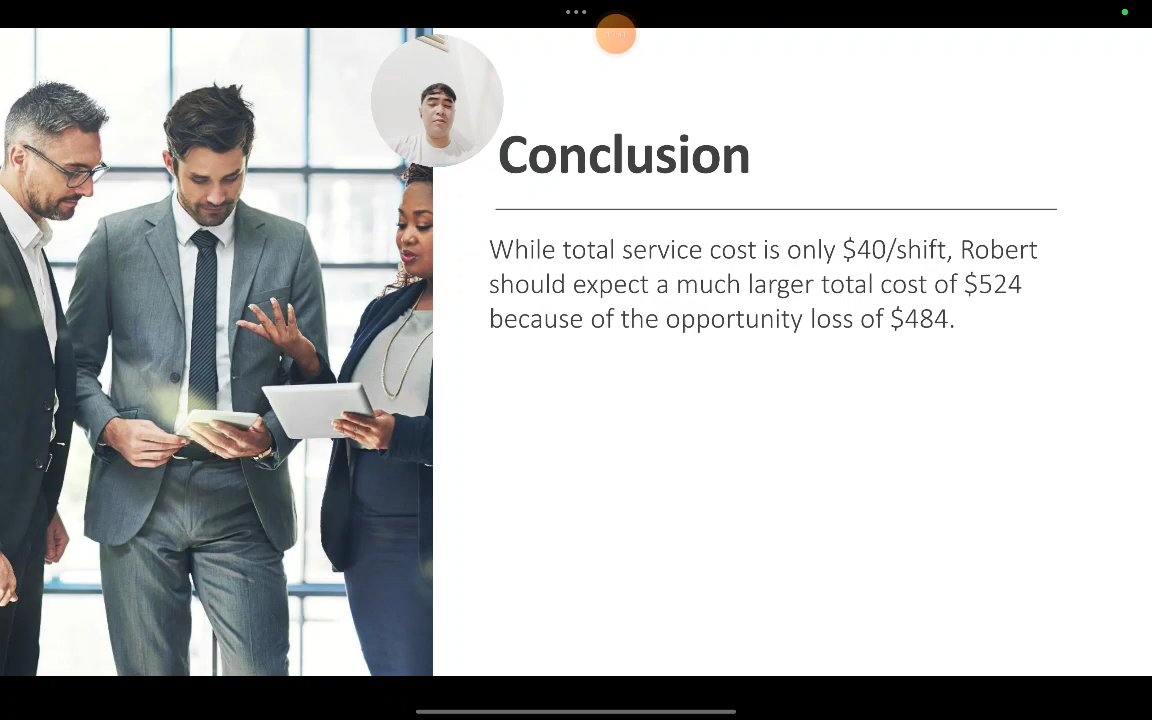 Conclusion
While total service cost is only $40/shift, Robert
should expect a much larger total cost of $524
because of the opportunity loss of $484.